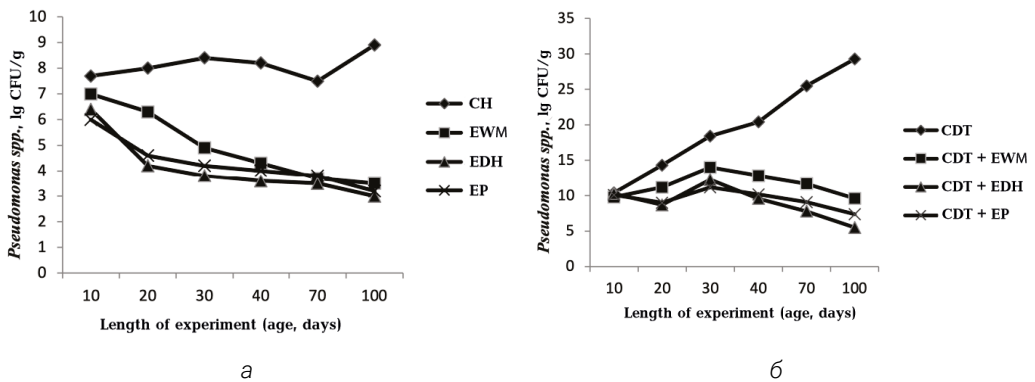 10
9
8
7
6
5
4
3
2
1
0
Pseudomonas spp., lg CFU/g
10 20 30 40 70 100
Length of experiment (age, days)
CH
EWM
EDH
EP
а
35
30
25
20
15
10
5
0
Pseudomonas spp., lg CFU/g
10 20 30 40 70 100
Length of experiment (age, days)
CDT
CDT + EWM
CDT + EDH
CDT + EP
б